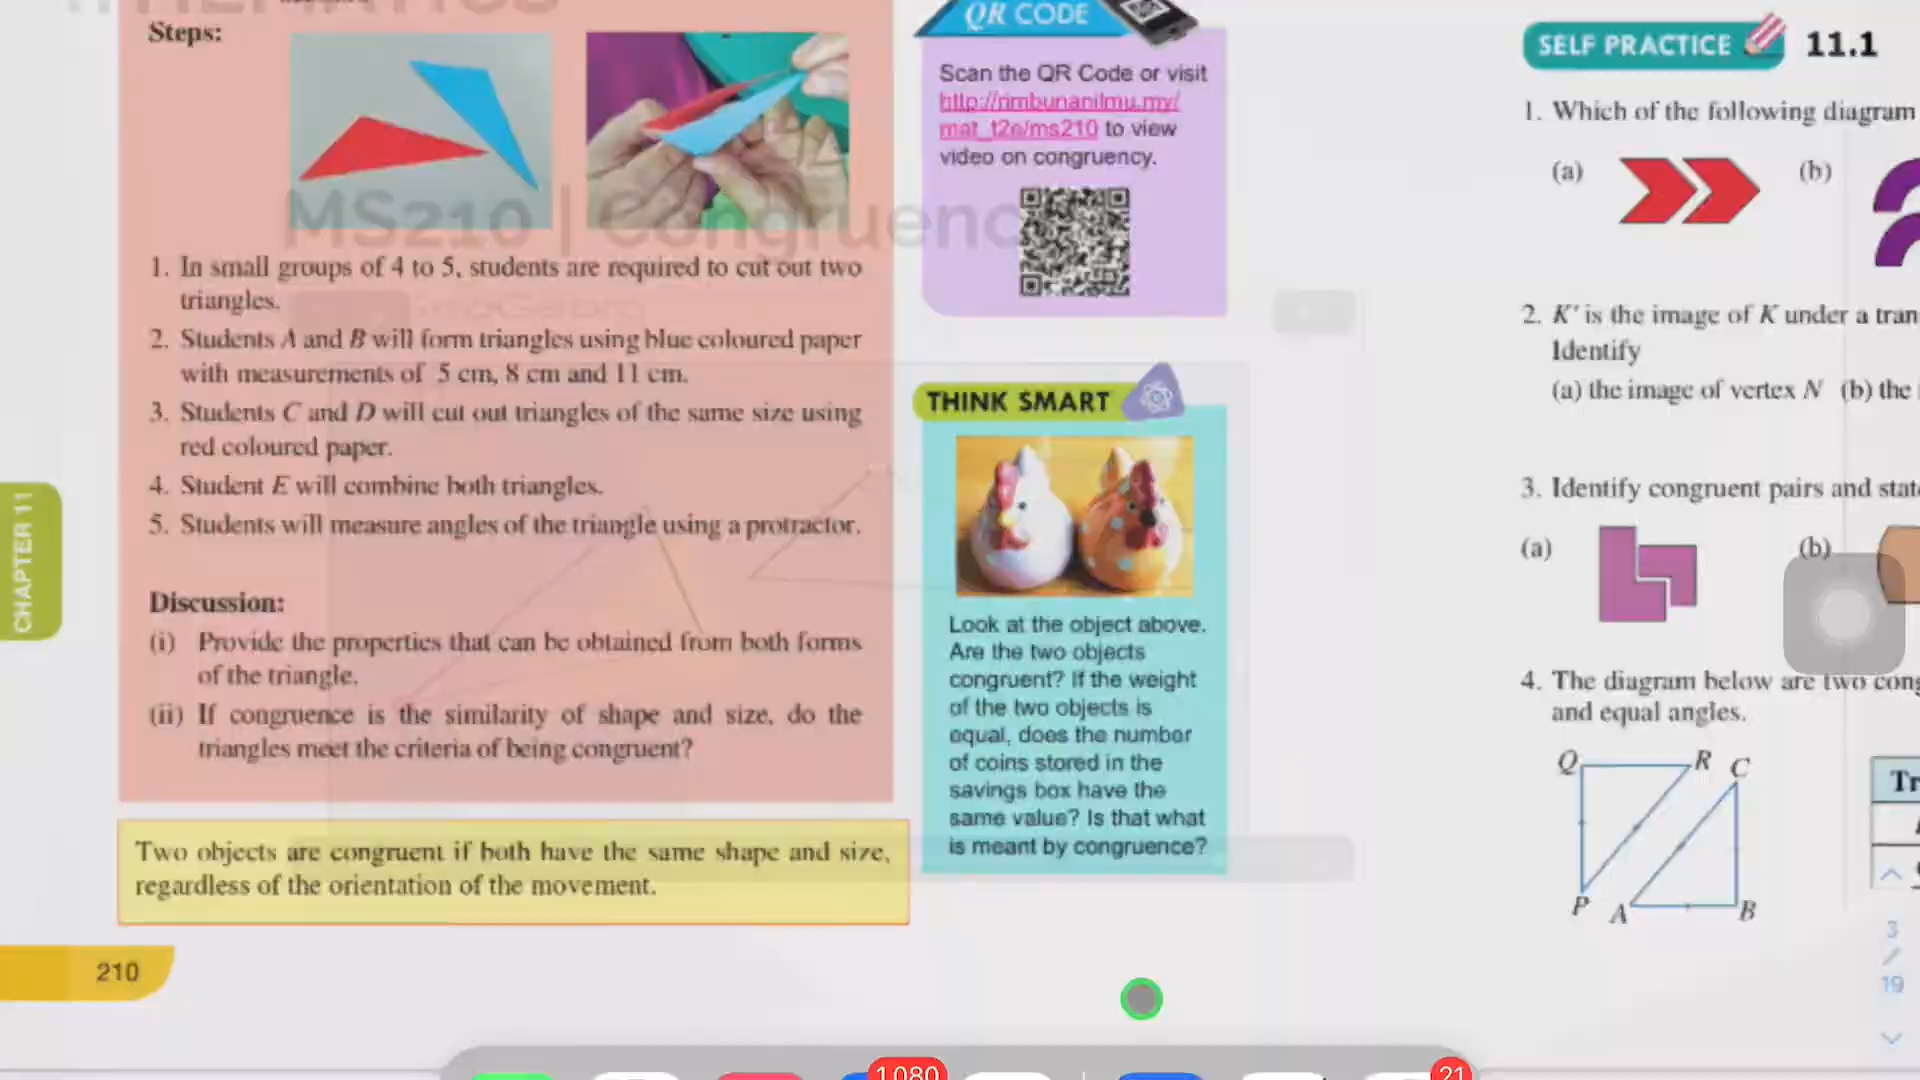 Steps:
MS210 | Congruenc
1. In small groups of 4 to 5, students are required to cut out two
triangles.
2. Students A and B will form triangles using blue coloured paper
with measurements of 5 cm, 8 cm and 11 cm.
3. Students C and D will cut out triangles of the same size using
red coloured paper.
4. Student E will combine both triangles.
5. Students will measure angles of the triangle using a protractor.
Discussion:
(i) Provide the properties that can be obtained from both forms
of the triangle.
(ii) If congruence is the similarity of shape and size, do the
triangles meet the criteria of being congruent?
Two objects are congruent if both have the same shape and size,
regardless of the orientation of the movement.
CHAPTER 11
210
QR CODE
Scan the QR Code or visit
http://rimbunanilmu.my/
mat_t2e/ms210 to view
video on congruency.
THINK SMART
Look at the object above.
Are the two objects
congruent? If the weight
of the two objects is
equal, does the number
of coins stored in the
savings box have the
same value? Is that what
is meant by congruence?
SELF PRACTICE 11.1
1. Which of the following diagram
(a) (b)
2. K' is the image of K under a tran
Identify
(a) the image of vertex N (b) the
3. Identify congruent pairs and stat
(a) (b)
4. The diagram below are two cong
and equal angles.
Q R C
P A B
Tr
3
/
19
1,080
21